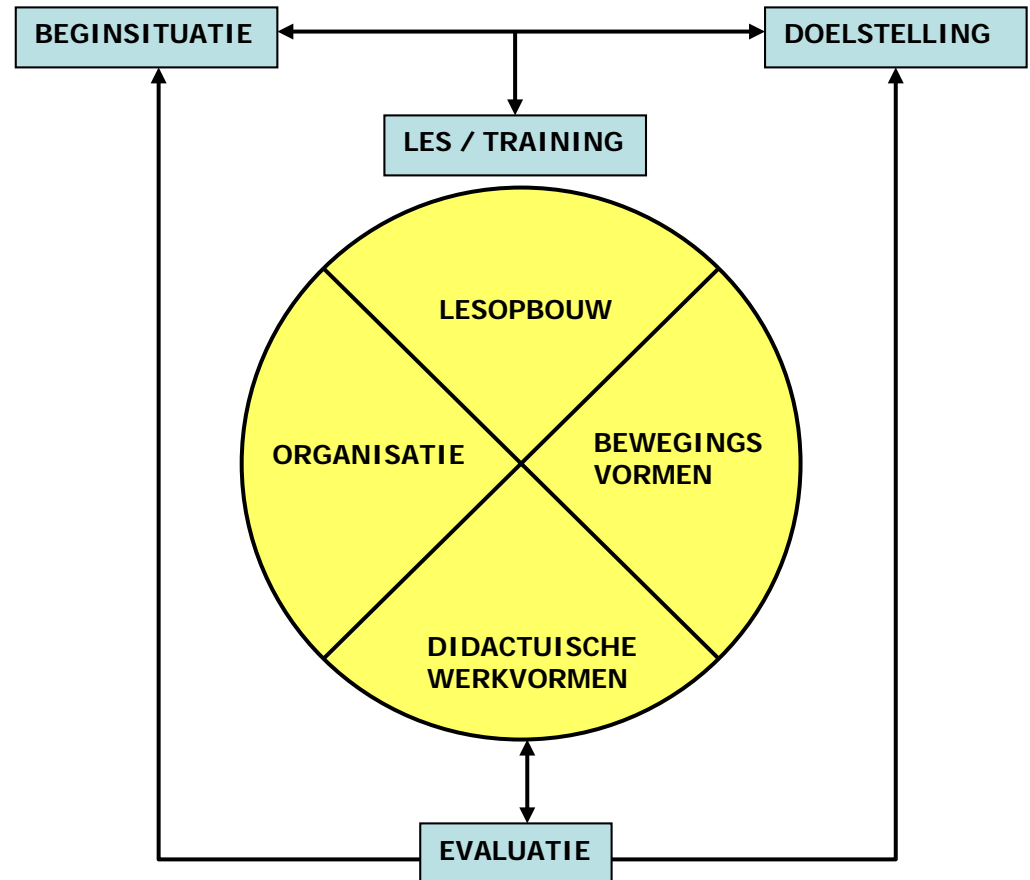 BEGINSITUATIE
DOELSTELLING
LES / TRAINING
LESOPBOUW
ORGANISATIE
BEWEGINGS
VORMEN
DIDACTUISCHE
WERKVORMEN
EVALUATIE